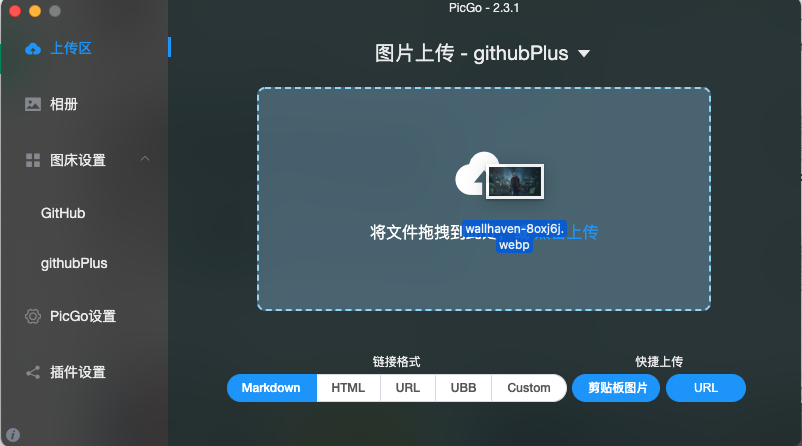 PicGo - 2.3.1
上传区
相册
图床设置
GitHub
githubPlus
PicGo设置
插件设置
图片上传 - githubPlus
将文件拖拽到
wallhaven-8oxj6j.
webp
上传
链接格式
Markdown
HTML
URL
UBB
Custom
快捷上传
剪贴板图片
URL